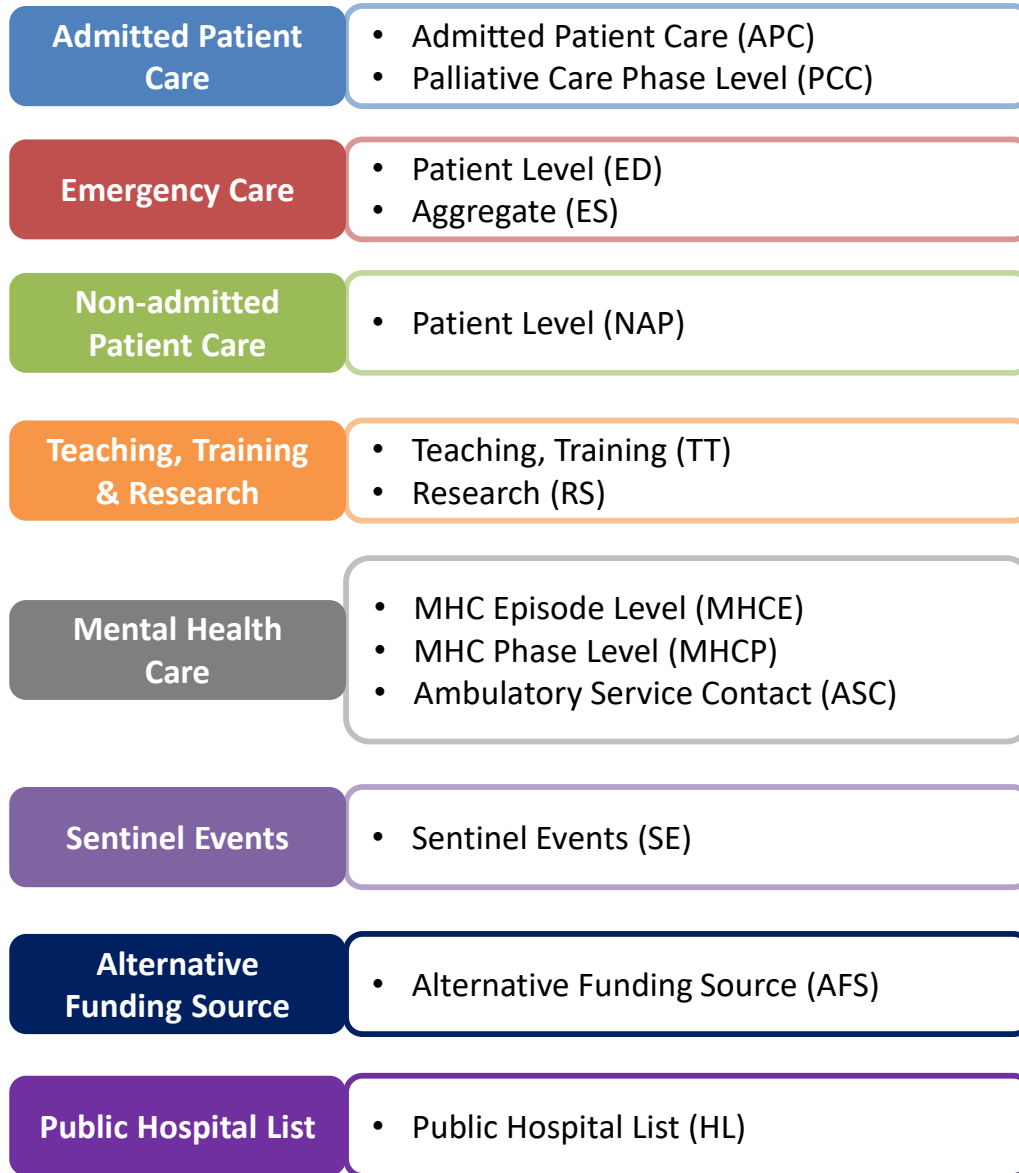 Admitted Patient
Care
• Admitted Patient Care (APC)
• Palliative Care Phase Level (PCC)
Emergency Care
• Patient Level (ED)
• Aggregate (ES)
Non-admitted
Patient Care
• Patient Level (NAP)
Teaching, Training
& Research
• Teaching, Training (TT)
• Research (RS)
Mental Health
Care
• MHC Episode Level (MHCE)
• MHC Phase Level (MHCP)
• Ambulatory Service Contact (ASC)
Sentinel Events
• Sentinel Events (SE)
Alternative
Funding Source
• Alternative Funding Source (AFS)
Public Hospital List
• Public Hospital List (HL)